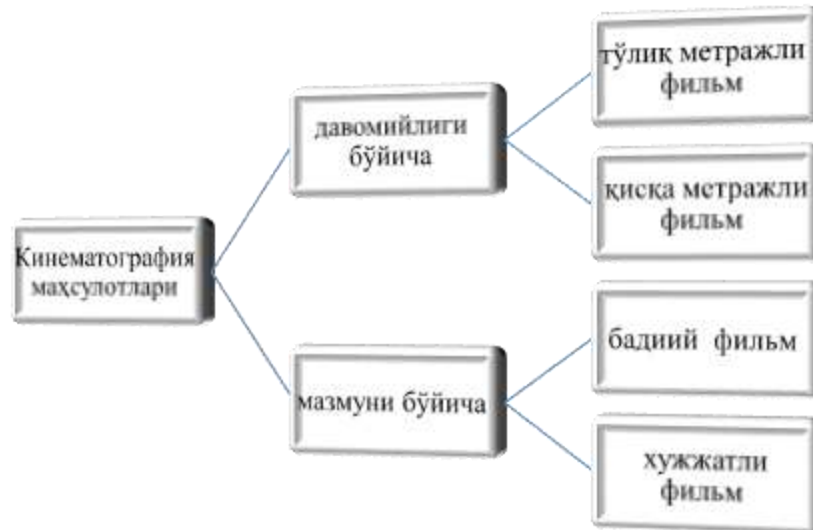 Кинематография
маҳсулотлари
давомийлиги
бўйича
тўлиқ метражли
фильм
қисқа метражли
фильм
мазмуни бўйича
бадиий фильм
хужжатли
фильм